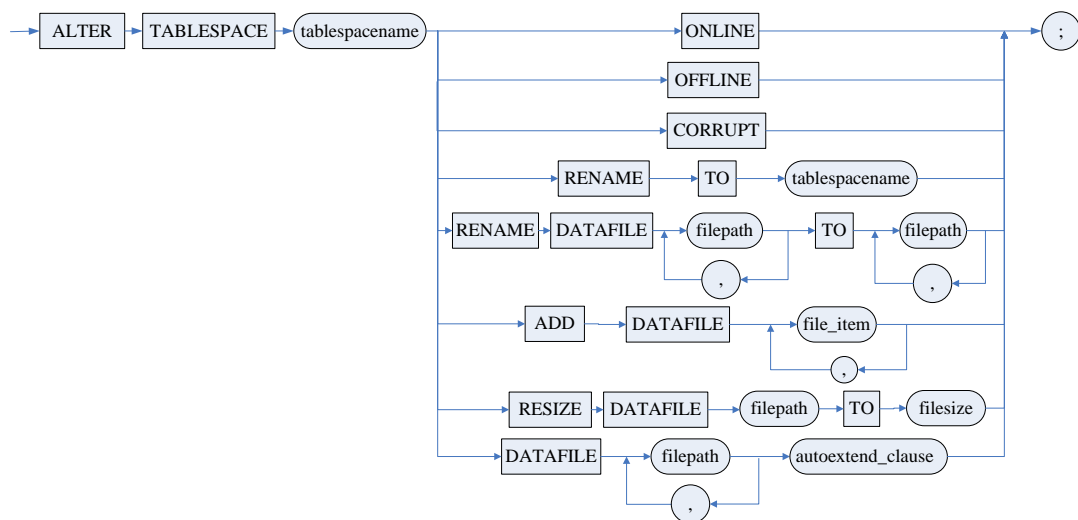 ALTER TABLESPACE tablespacename ONLINE ;
OFFLINE
CORRUPT
RENAME TO tablespacename
RENAME DATAFILE filepath TO filepath
, ,
ADD DATAFILE file_item
,
RESIZE DATAFILE filepath TO filesize
DATAFILE filepath autoextend_clause
,